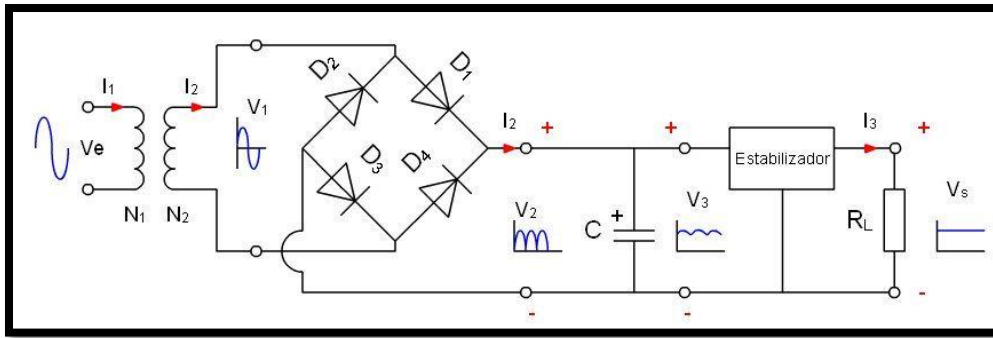 I1
I2
Ve
N1
N2
V1
D2
D1
D3
D4
I2
+
V2
-
C
+
+
V3
-
Estabilizador
I3
+
RL
Vs
-